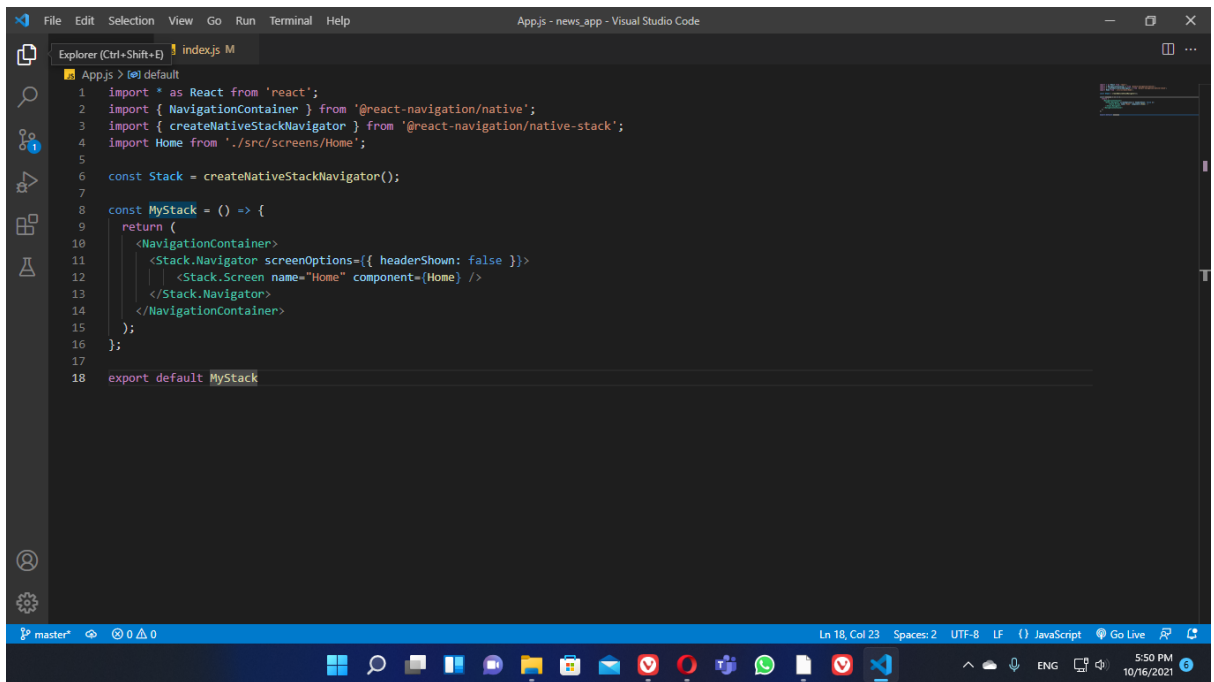 File Edit Selection View Go Run Terminal Help App.js - news_app - Visual Studio Code
Explorer (Ctrl+Shift+E) index.js M
JS App.js > default
1 import * as React from 'react';
2 import { NavigationContainer } from '@react-navigation/native';
3 import { createNativeStackNavigator } from '@react-navigation/native-stack';
4 import Home from './src/screens/Home';
5
6 const Stack = createNativeStackNavigator();
7
8 const MyStack = () => {
9 return (
10 <NavigationContainer>
11 <Stack.Navigator screenOptions={{ headerShown: false }}>
12 <Stack.Screen name="Home" component={Home} />
13 </Stack.Navigator>
14 </NavigationContainer>
15 );
16 };
17
18 export default MyStack
1
master* 0 0 Ln 18, Col 23 Spaces: 2 UTF-8 LF {} JavaScript Go Live
ENG 5:50 PM 6
10/16/2021